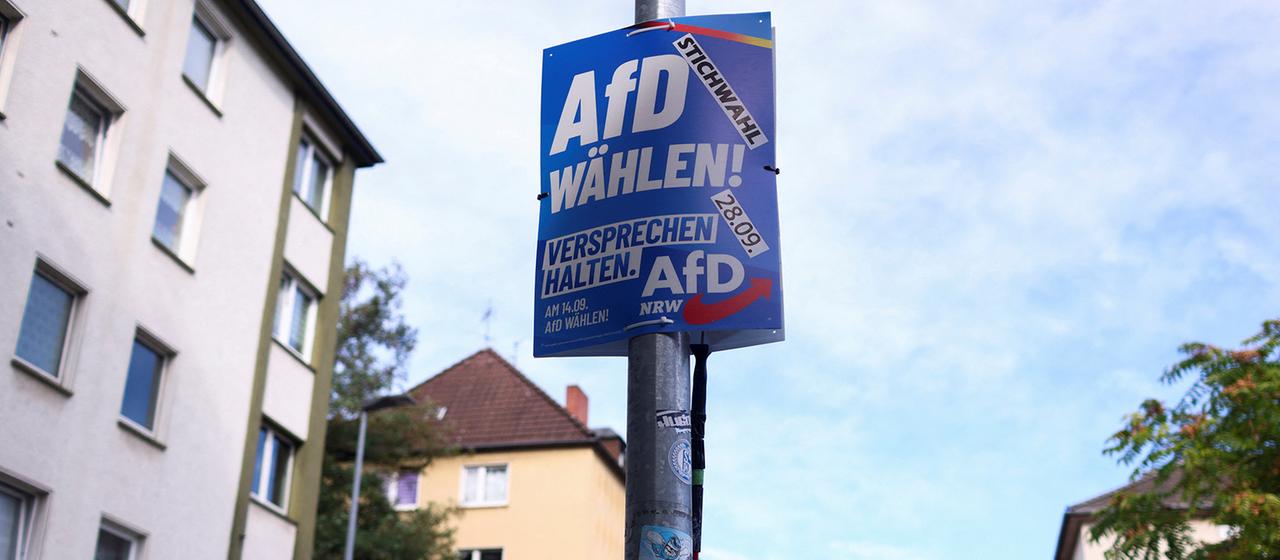 AfD
STICHWAHL
WÄHLEN!
28.09.
VERSPRECHEN
HALTEN.
AfD
NRW
AM 14.09.
AfD WÄHLEN!